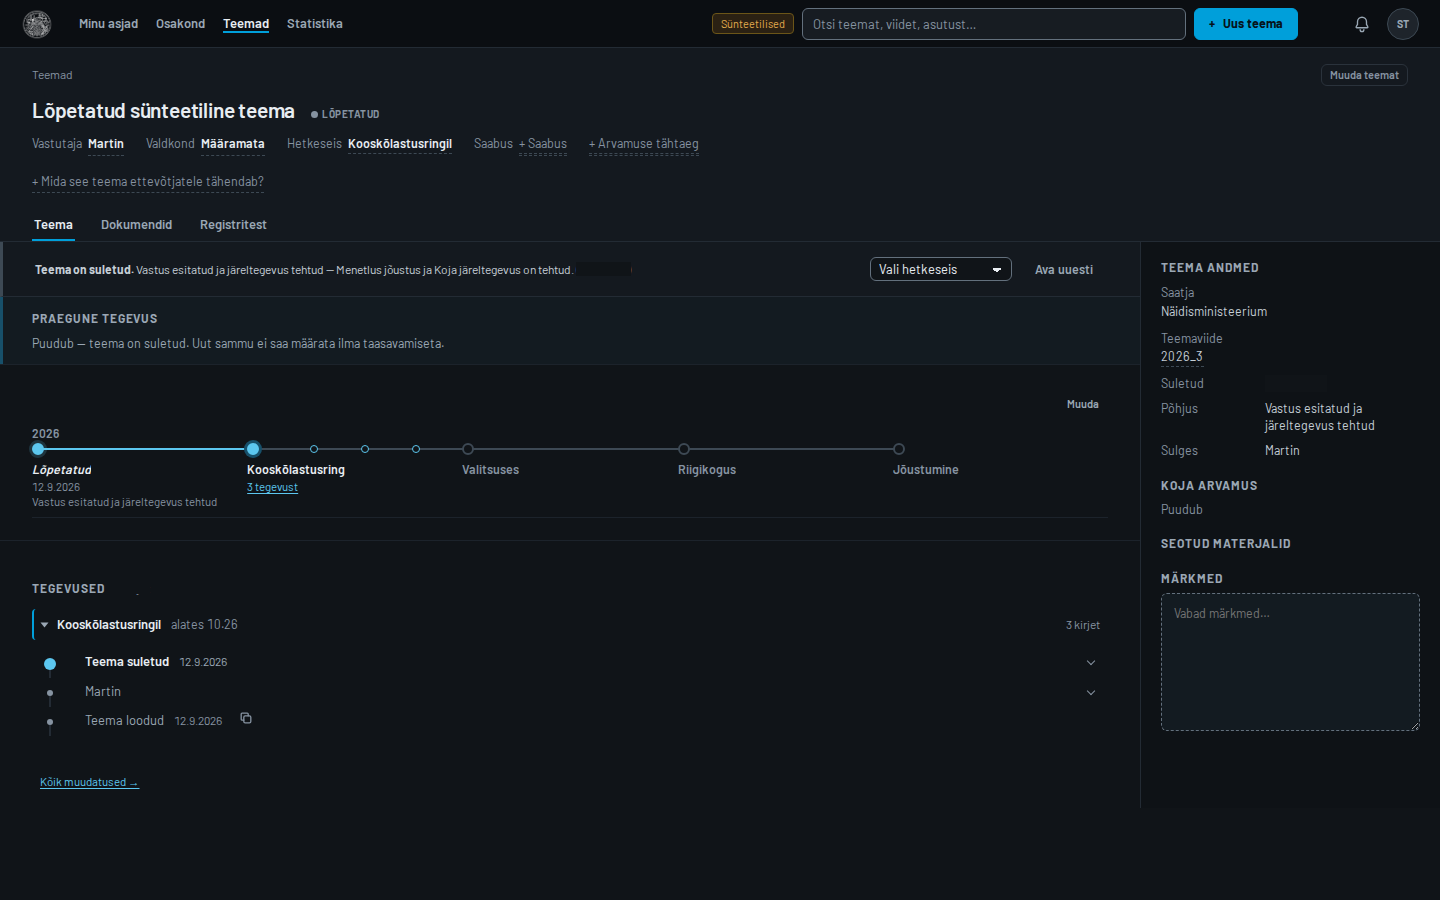 Minu asjad Osakond Teemad Statistika Sünteetilised Otsi teemat, viidet, asutust... + Uus teema ST
Teemad Muuda teemat
Lõpetatud sünteetiline teema LÕPETATUD
Vastutaja Martin Valdkond Määramata Hetkeseis Kooskõlastusringil Saabus + Saabus + Arvamuse tähtaeg
+ Mida see teema ettevõtjatele tähendab?
Teema Dokumendid Registritest
Teema on suletud. Vastus esitatud ja järeltegevus tehtud — Menetlus jõustus ja Koja järeltegevus on tehtud. Vali hetkeseis Ava uuesti
PRAEGUNE TEGEVUS
Puudub — teema on suletud. Uut sammu ei saa määrata ilma taasavamiseta.
Muuda
2026
Lõpetatud Kooskõlastusring Valitsuses Riigikogus Jõustumine
12.9.2026 3 tegevust
Vastus esitatud ja järeltegevus tehtud
TEGEVUSED
Kooskõlastusringil alates 10.26 3 kirjet
Teema suletud 12.9.2026
Martin
Teema loodud 12.9.2026
Kõik muudatused →
TEEMA ANDMED
Saatja
Näidisministeerium
Teemaviide
2026_3
Suletud
Põhjus Vastus esitatud ja
järeltegevus tehtud
Sulges Martin
KOJA ARVAMUS
Puudub
SEOTUD MATERJALID
MÄRKMED
Vabad märkmed...